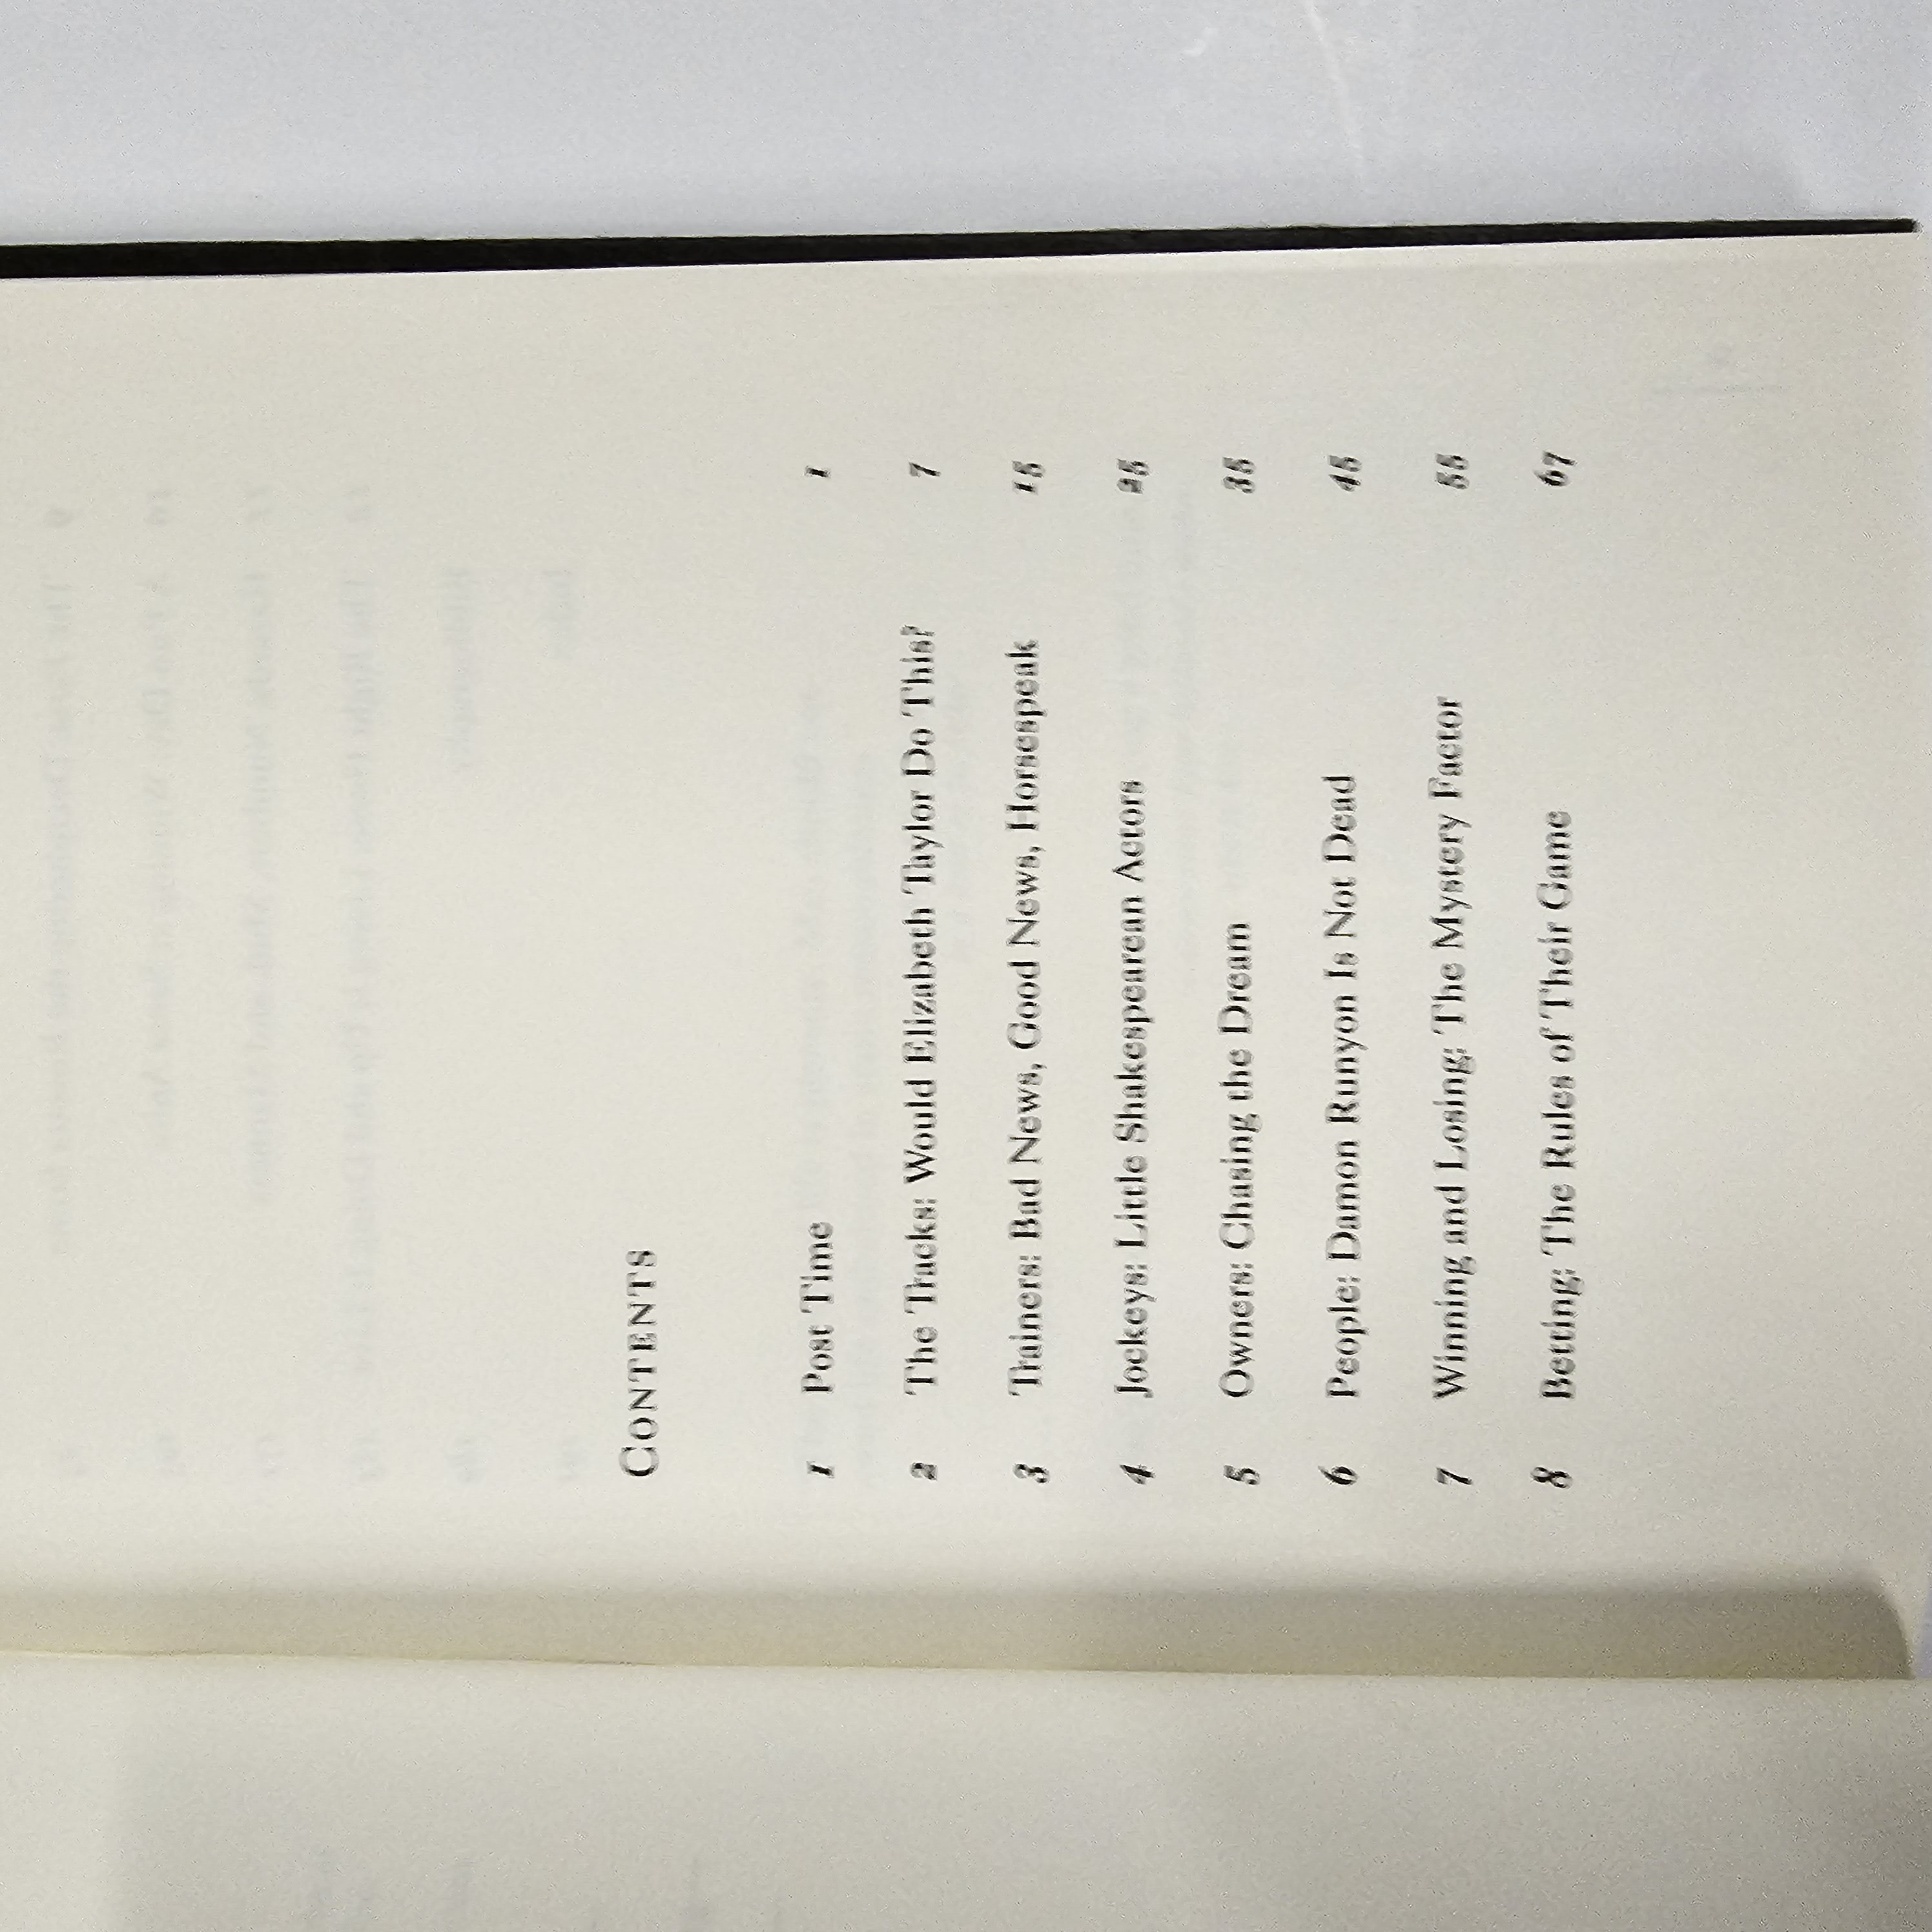 CONTENTS
1 Post Time 1
2 The Tracks: Would Elizabeth Taylor Do This? 7
3 Trainers: Bad News, Good News, Horsespeak 15
4 Jockeys: Little Shakespearean Actors 25
5 Owners: Chasing the Dream 35
6 People: Damon Runyon Is Not Dead 45
7 Winning and Losing: The Mystery Factor 55
8 Betting: The Rules of Their Game 67